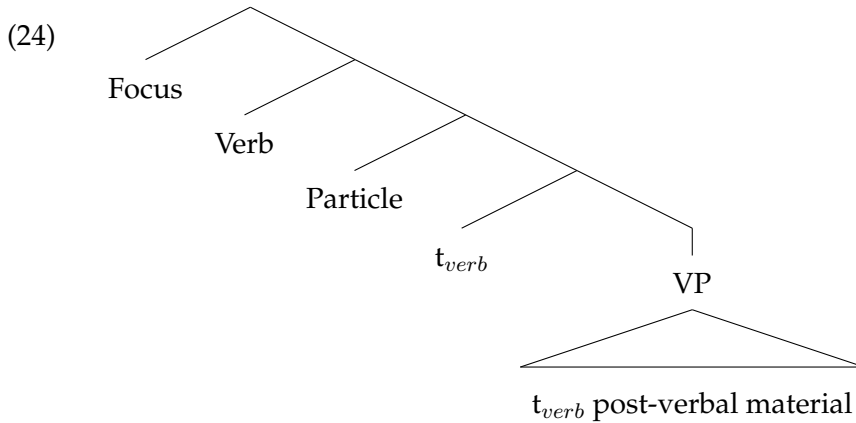 (24)
Focus
Verb
Particle
t_verb
VP
t_verb post-verbal material